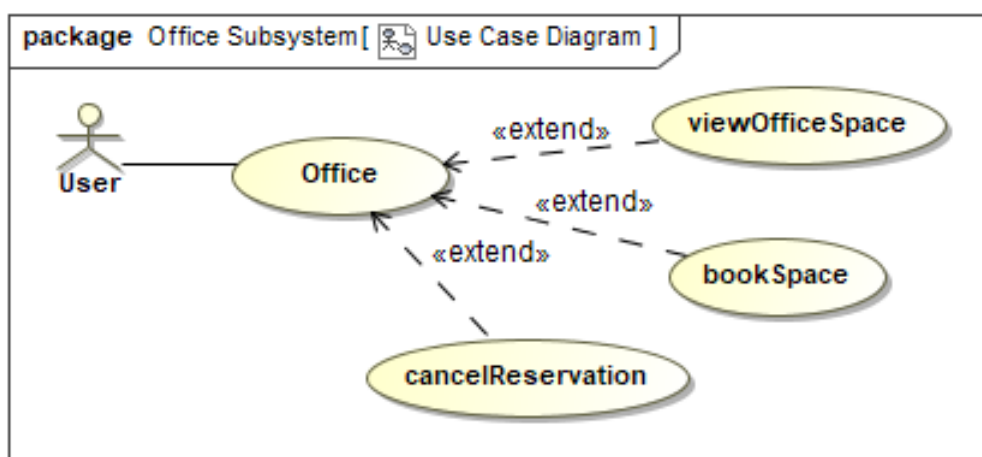 package Office Subsystem[ Use Case Diagram ]
«extend»
viewOfficeSpace
User
Office
«extend»
«extend»
bookSpace
cancelReservation